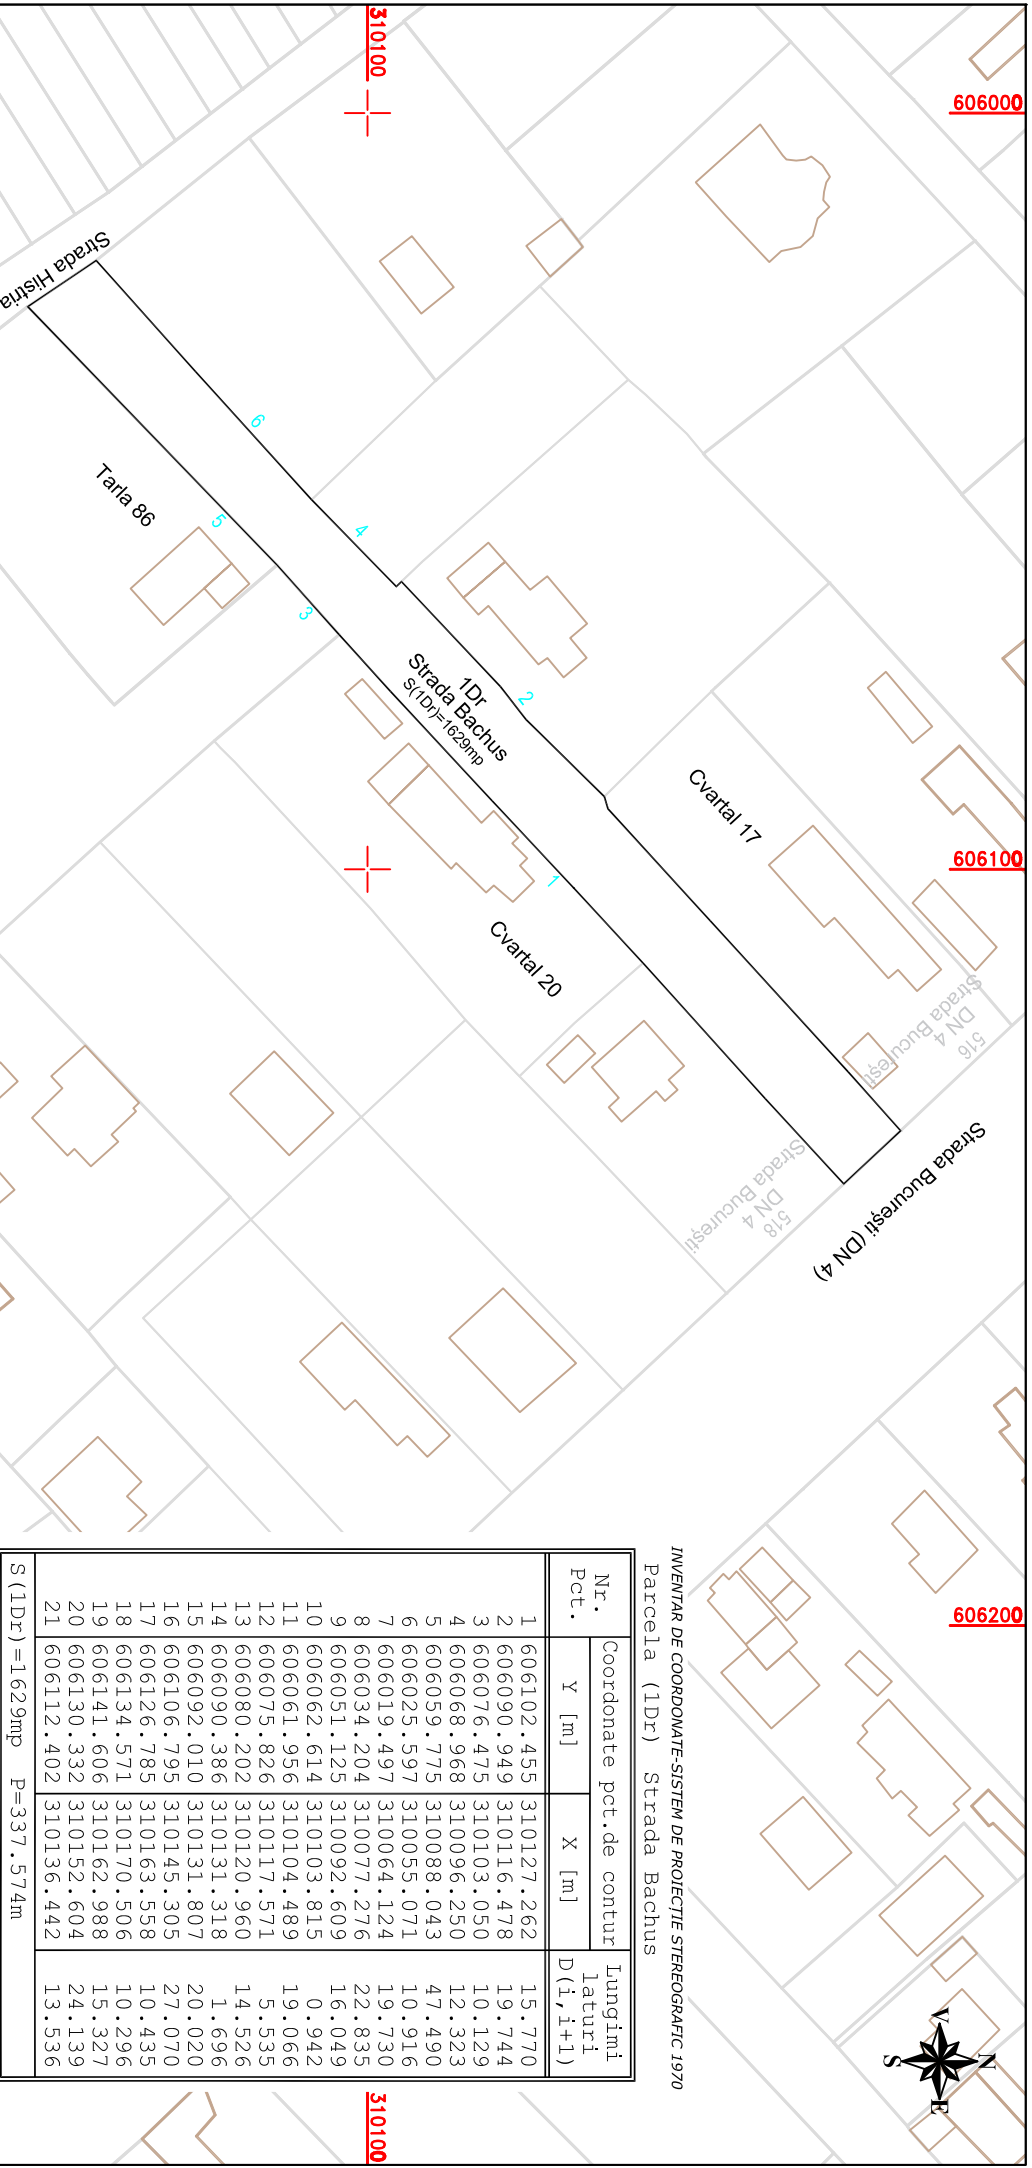 310100
606000
Strada Histria
6
Tarla 86
5
4
3
1Dr
Strada Bachus
S(1Dr)=1629mp
2
Cvartal 17
606100
1
Cvartal 20
516
DN 4
Strada București
518
DN 4
Strada București
Strada București (DN 4)
606200
INVENTAR DE COORDONATE-SISTEM DE PROIECȚIE STEREOGRAFIC 1970
Parcela (1Dr) Strada Bachus
Nr. Pct. Coordonate pct.de contur Lungimi laturi D(i,i+1)
Y [m] X [m]
1 606102.455 310127.262 15.770
2 606090.949 310116.478 19.744
3 606076.475 310103.050 10.129
4 606068.968 310096.250 12.323
5 606059.775 310088.043 47.490
6 606025.597 310055.071 10.916
7 606019.497 310064.124 19.730
8 606034.204 310077.276 22.835
9 606051.125 310092.609 16.049
10 606062.614 310103.815 0.942
11 606061.956 310104.489 19.066
12 606075.826 310117.571 5.535
13 606080.202 310120.960 14.526
14 606090.386 310131.318 1.696
15 606092.010 310131.807 20.020
16 606106.795 310145.305 27.070
17 606126.785 310163.558 10.435
18 606134.571 310170.506 10.296
19 606141.606 310162.988 15.327
20 606130.332 310152.604 24.139
21 606112.402 310136.442 13.536
S(1Dr)=1629mp P=337.574m
N
V
E
S
310100